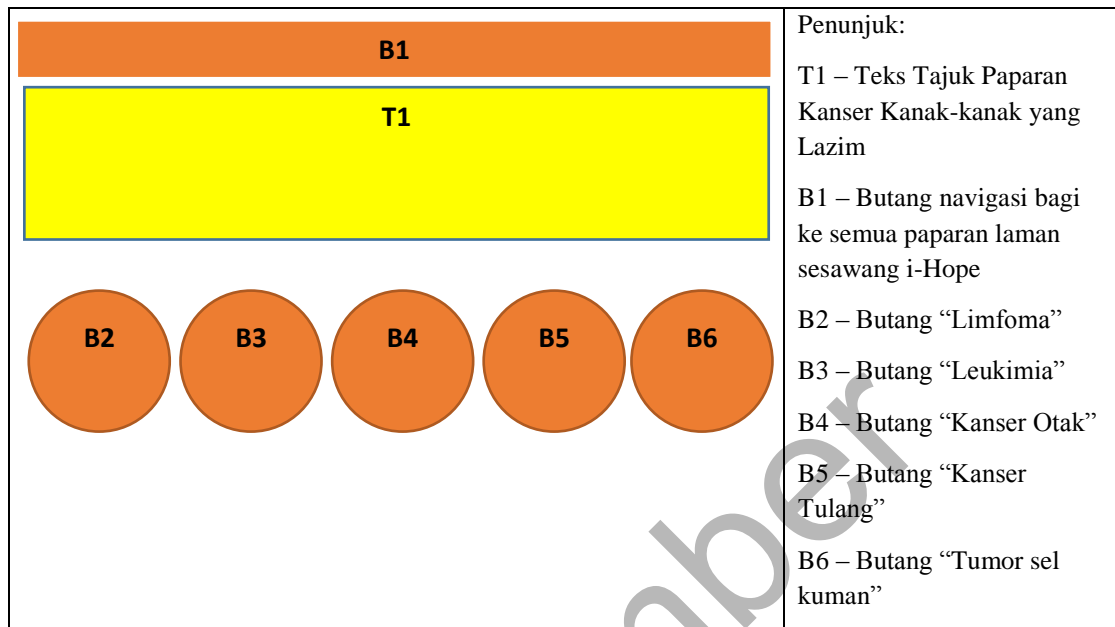 B1
T1
B2 B3 B4 B5 B6
Penunjuk:
T1 – Teks Tajuk Paparan
Kanser Kanak-kanak yang
Lazim
B1 – Butang navigasi bagi
ke semua paparan laman
sesawang i-Hope
B2 – Butang “Limfoma”
B3 – Butang “Leukimia”
B4 – Butang “Kanser Otak”
B5 – Butang “Kanser
Tulang”
B6 – Butang “Tumor sel
kuman”